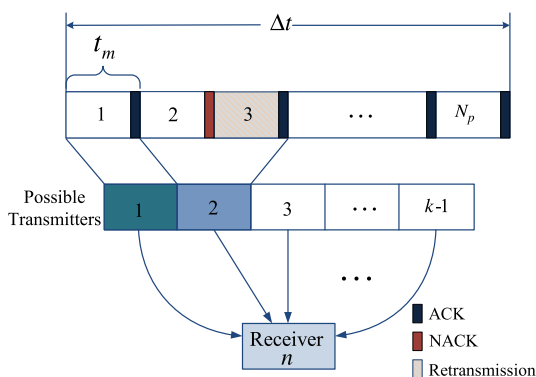 Δt
t_m
1 2 3 ... N_p
Possible
Transmitters
1 2 3 ... k-1
...
Receiver
n
ACK
NACK
Retransmission